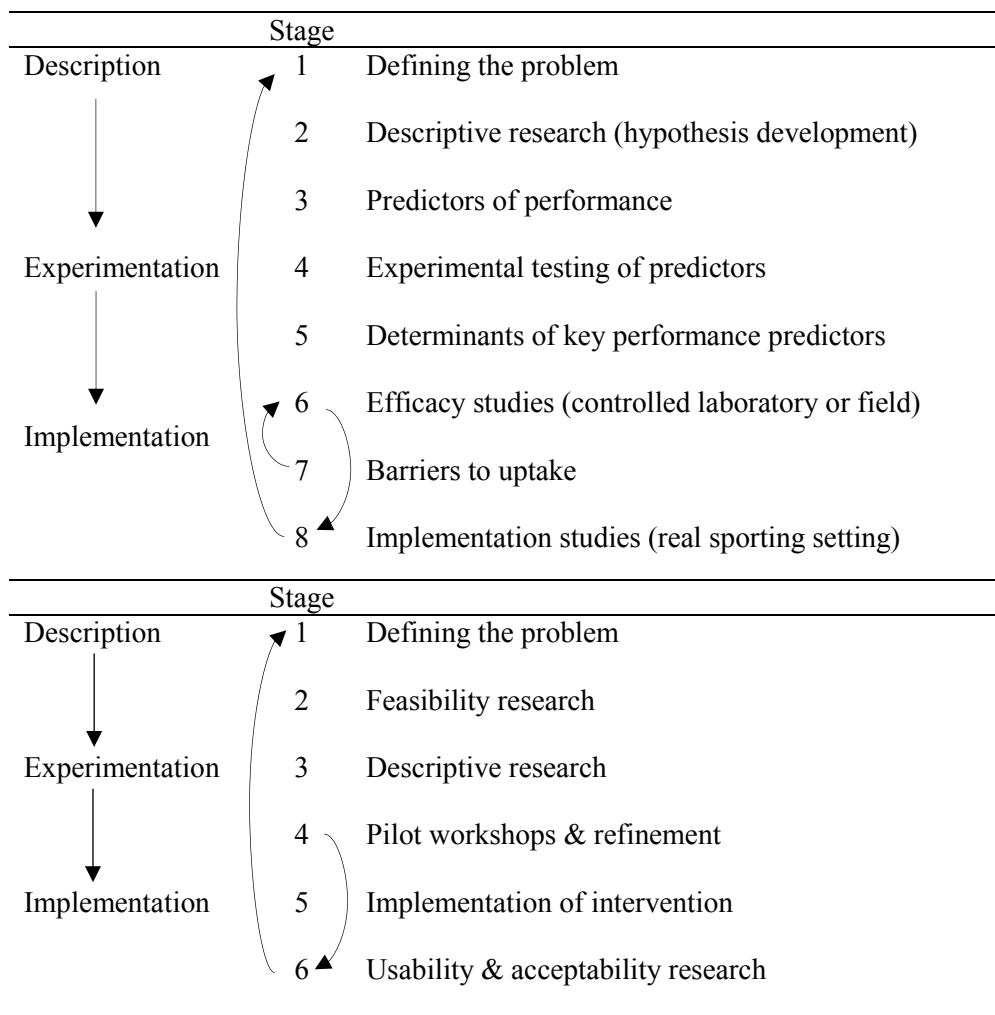 Stage
Description 1 Defining the problem
2 Descriptive research (hypothesis development)
3 Predictors of performance
Experimentation 4 Experimental testing of predictors
5 Determinants of key performance predictors
6 Efficacy studies (controlled laboratory or field)
Implementation
7 Barriers to uptake
8 Implementation studies (real sporting setting)
Stage
Description 1 Defining the problem
2 Feasibility research
Experimentation 3 Descriptive research
4 Pilot workshops & refinement
Implementation 5 Implementation of intervention
6 Usability & acceptability research